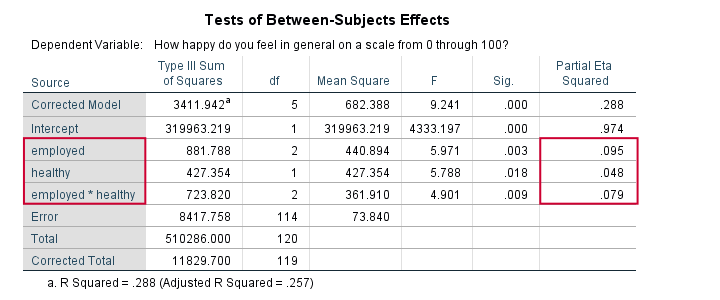 Tests of Between-Subjects Effects
Dependent Variable: How happy do you feel in general on a scale from 0 through 100?
Source Type III Sum of Squares df Mean Square F Sig. Partial Eta Squared
Corrected Model 3411.942a 5 682.388 9.241 .000 .288
Intercept 319963.219 1 319963.219 4333.197 .000 .974
employed 881.788 2 440.894 5.971 .003 .095
healthy 427.354 1 427.354 5.788 .018 .048
employed * healthy 723.820 2 361.910 4.901 .009 .079
Error 8417.758 114 73.840
Total 510286.000 120
Corrected Total 11829.700 119
a. R Squared = .288 (Adjusted R Squared = .257)